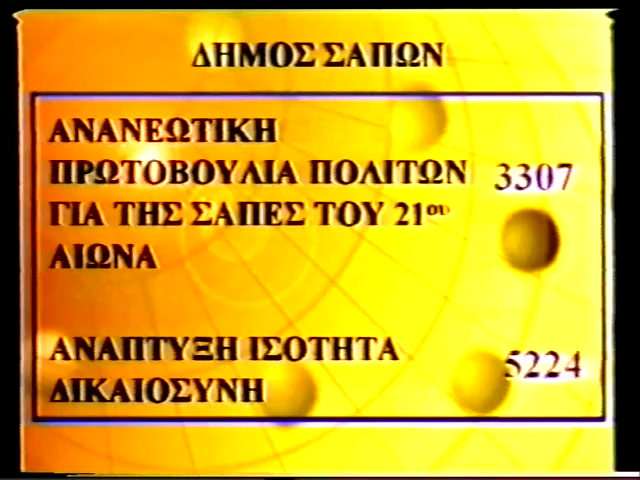 ΔΗΜΟΣ ΣΑΠΩΝ
ΑΝΑΝΕΩΤΙΚΗ
ΠΡΩΤΟΒΟΥΛΙΑ ΠΟΛΙΤΩΝ 3307
ΓΙΑ ΤΗΣ ΣΑΠΕΣ ΤΟΥ 21ου
ΑΙΩΝΑ
ΑΝΑΠΤΥΞΗ ΙΣΟΤΗΤΑ 5224
ΔΙΚΑΙΟΣΥΝΗ